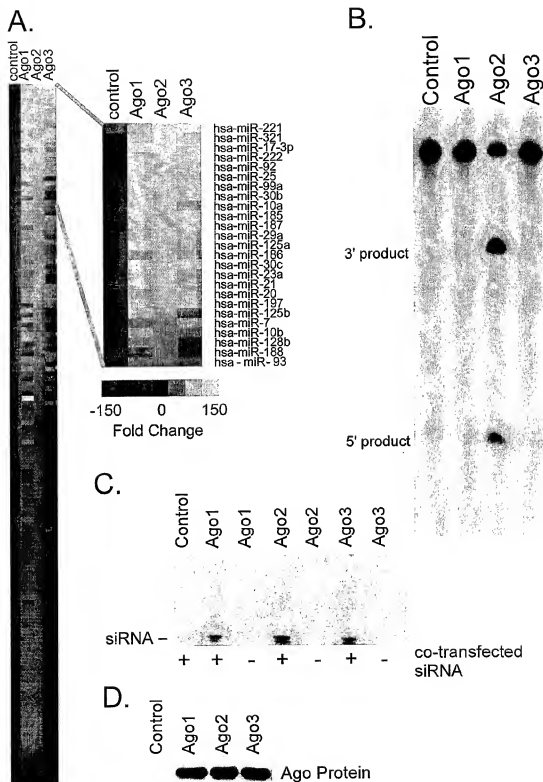 A.
control
Ago1
Ago2
Ago3
control
Ago1
Ago2
Ago3
hsa-miR-221
hsa-miR-321
hsa-miR-17-3p
hsa-miR-222
hsa-miR-92
hsa-miR-25
hsa-miR-99a
hsa-miR-30b
hsa-miR-10a
hsa-miR-185
hsa-miR-187
hsa-miR-29a
hsa-miR-125a
hsa-miR-166
hsa-miR-30c
hsa-miR-23a
hsa-miR-21
hsa-miR-20
hsa-miR-197
hsa-miR-125b
hsa-miR-7
hsa-miR-10b
hsa-miR-128b
hsa-miR-188
hsa-miR-93
-150 0 150
Fold Change
B.
Control
Ago1
Ago2
Ago3
3' product
5' product
C.
Control
Ago1
Ago1
Ago2
Ago2
Ago3
Ago3
siRNA –
+ + - + - + -
co-transfected
siRNA
D.
Control
Ago1
Ago2
Ago3
Ago Protein